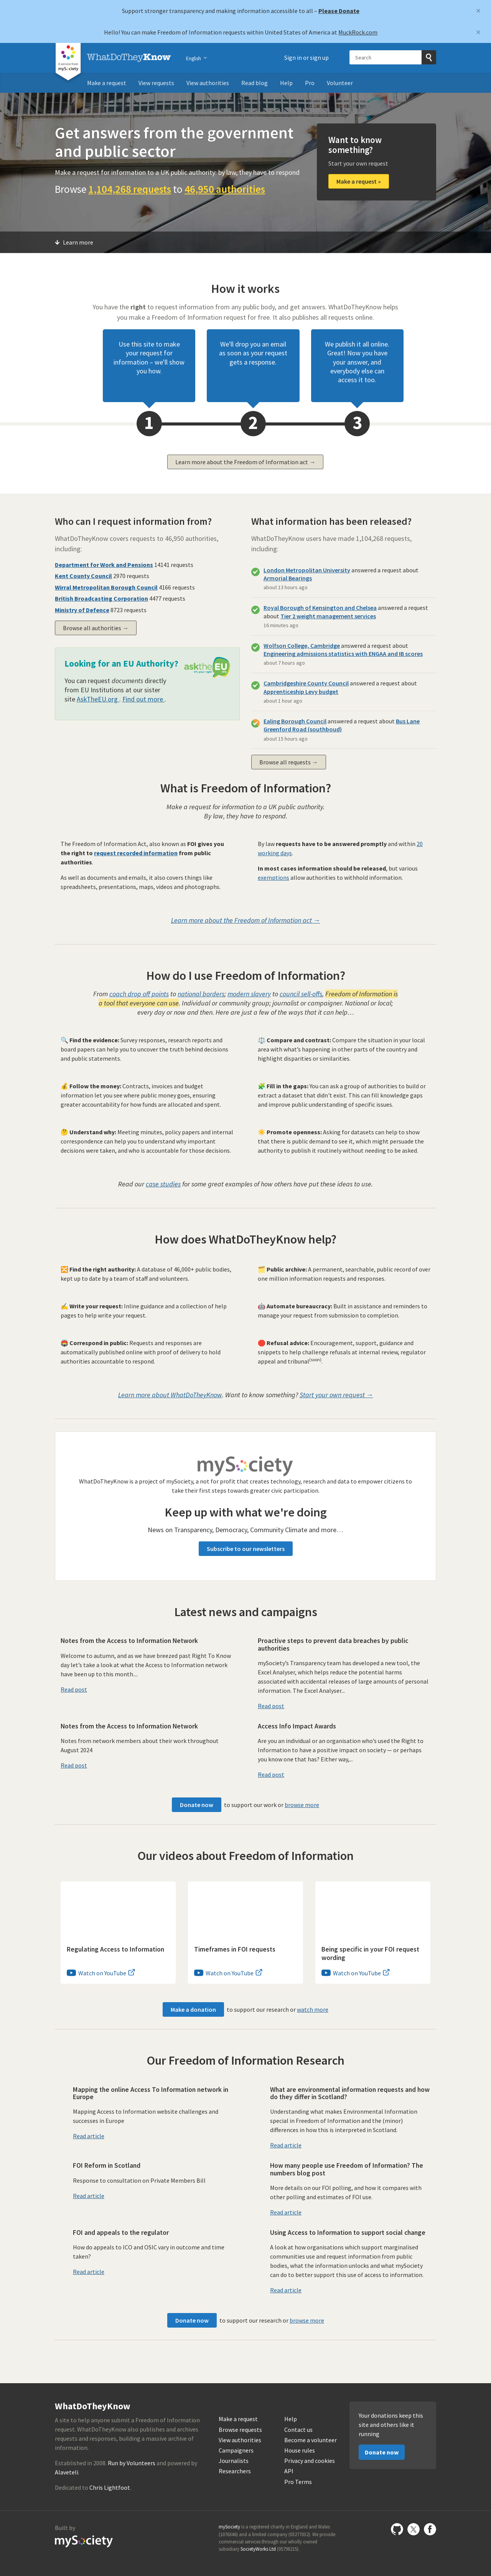 Support stronger transparency and making information accessible to all – Please Donate
×
Hello! You can make Freedom of Information requests within United States of America at MuckRock.com
×
A service from
mySociety
WhatDoTheyKnow
English
Sign in or sign up
Search
Make a request
View requests
View authorities
Read blog
Help
Pro
Volunteer
Get answers from the government
and public sector
Make a request for information to a UK public authority: by law, they have to respond
Browse 1,104,268 requests to 46,950 authorities
Want to know
something?
Start your own request
Make a request »
Learn more
How it works
You have the right to request information from any public body, and get answers. WhatDoTheyKnow helps
you make a Freedom of Information request for free. It also publishes all requests online.
Use this site to make
your request for
information – we'll show
you how.
We'll drop you an email
as soon as your request
gets a response.
We publish it all online.
Great! Now you have
your answer, and
everybody else can
access it too.
1
2
3
Learn more about the Freedom of Information act →
Who can I request information from?
WhatDoTheyKnow covers requests to 46,950 authorities,
including:
Department for Work and Pensions 14141 requests
Kent County Council 2970 requests
Wirral Metropolitan Borough Council 4166 requests
British Broadcasting Corporation 4477 requests
Ministry of Defence 8723 requests
Browse all authorities →
Looking for an EU Authority?
asktheEU
You can request documents directly
from EU Institutions at our sister
site AskTheEU.org . Find out more .
What information has been released?
WhatDoTheyKnow users have made 1,104,268 requests,
including:
London Metropolitan University answered a request about
Armorial Bearings
about 13 hours ago
Royal Borough of Kensington and Chelsea answered a request
about Tier 2 weight management services
16 minutes ago
Wolfson College, Cambridge answered a request about
Engineering admissions statistics with ENGAA and IB scores
about 7 hours ago
Cambridgeshire County Council answered a request about
Apprenticeship Levy budget
about 1 hour ago
Ealing Borough Council answered a request about Bus Lane
Greenford Road (southboud)
about 15 hours ago
Browse all requests →
What is Freedom of Information?
Make a request for information to a UK public authority.
By law, they have to respond.
The Freedom of Information Act, also known as FOI gives you
the right to request recorded information from public
authorities.
As well as documents and emails, it also covers things like
spreadsheets, presentations, maps, videos and photographs.
By law requests have to be answered promptly and within 20
working days.
In most cases information should be released, but various
exemptions allow authorities to withhold information.
Learn more about the Freedom of Information act →
How do I use Freedom of Information?
From coach drop off points to national borders; modern slavery to council sell-offs, Freedom of Information is
a tool that everyone can use. Individual or community group; journalist or campaigner. National or local;
every day or now and then. Here are just a few of the ways that it can help…
🔍 Find the evidence: Survey responses, research reports and
board papers can help you to uncover the truth behind decisions
and public statements.
⚖️ Compare and contrast: Compare the situation in your local
area with what's happening in other parts of the country and
highlight disparities or similarities.
💰 Follow the money: Contracts, invoices and budget
information let you see where public money goes, ensuring
greater accountability for how funds are allocated and spent.
🧩 Fill in the gaps: You can ask a group of authorities to build or
extract a dataset that didn't exist. This can fill knowledge gaps
and improve public understanding of specific issues.
🤔 Understand why: Meeting minutes, policy papers and internal
correspondence can help you to understand why important
decisions were taken, and who is accountable for those decisions.
☀️ Promote openness: Asking for datasets can help to show
that there is public demand to see it, which might persuade the
authority to publish it routinely without needing to be asked.
Read our case studies for some great examples of how others have put these ideas to use.
How does WhatDoTheyKnow help?
🔀 Find the right authority: A database of 46,000+ public bodies,
kept up to date by a team of staff and volunteers.
🗂️ Public archive: A permanent, searchable, public record of over
one million information requests and responses.
✍️ Write your request: Inline guidance and a collection of help
pages to help write your request.
🤖 Automate bureaucracy: Built in assistance and reminders to
manage your request from submission to completion.
📮 Correspond in public: Requests and responses are
automatically published online with proof of delivery to hold
authorities accountable to respond.
🛑 Refusal advice: Encouragement, support, guidance and
snippets to help challenge refusals at internal review, regulator
appeal and tribunal[soon!].
Learn more about WhatDoTheyKnow. Want to know something? Start your own request →
mySociety
WhatDoTheyKnow is a project of mySociety, a not for profit that creates technology, research and data to empower citizens to
take their first steps towards greater civic participation.
Keep up with what we're doing
News on Transparency, Democracy, Community Climate and more…
Subscribe to our newsletters
Latest news and campaigns
Notes from the Access to Information Network
Welcome to autumn, and as we have breezed past Right To Know
day let's take a look at what the Access to Information network
have been up to this month....
Read post
Proactive steps to prevent data breaches by public
authorities
mySociety's Transparency team has developed a new tool, the
Excel Analyser, which helps reduce the potential harms
associated with accidental releases of large amounts of personal
information. The Excel Analyser...
Read post
Notes from the Access to Information Network
Notes from network members about their work throughout
August 2024
Read post
Access Info Impact Awards
Are you an individual or an organisation who's used the Right to
Information to have a positive impact on society — or perhaps
you know one that has? Either way,...
Read post
Donate now to support our work or browse more
Our videos about Freedom of Information
Regulating Access to Information
Watch on YouTube
Timeframes in FOI requests
Watch on YouTube
Being specific in your FOI request
wording
Watch on YouTube
Make a donation to support our research or watch more
Our Freedom of Information Research
Mapping the online Access To Information network in
Europe
Mapping Access to Information website challenges and
successes in Europe
Read article
What are environmental information requests and how
do they differ in Scotland?
Understanding what makes Environmental Information
special in Freedom of Information and the (minor)
differences in how this is interpreted in Scotland.
Read article
FOI Reform in Scotland
Response to consultation on Private Members Bill
Read article
How many people use Freedom of Information? The
numbers blog post
More details on our FOI polling, and how it compares with
other polling and estimates of FOI use.
Read article
FOI and appeals to the regulator
How do appeals to ICO and OSIC vary in outcome and time
taken?
Read article
Using Access to Information to support social change
A look at how organisations which support marginalised
communities use and request information from public
bodies, what the information unlocks and what mySociety
can do to better support this use of access to information.
Read article
Donate now to support our research or browse more
WhatDoTheyKnow
A site to help anyone submit a Freedom of Information
request. WhatDoTheyKnow also publishes and archives
requests and responses, building a massive archive of
information.
Established in 2008. Run by Volunteers and powered by
Alaveteli.
Dedicated to Chris Lightfoot.
Make a request
Browse requests
View authorities
Campaigners
Journalists
Researchers
Help
Contact us
Become a volunteer
House rules
Privacy and cookies
API
Pro Terms
Your donations keep this
site and others like it
running
Donate now
Built by
mySociety
mySociety is a registered charity in England and Wales
(1076346) and a limited company (03277032). We provide
commercial services through our wholly owned
subsidiary SocietyWorks Ltd (05798215).